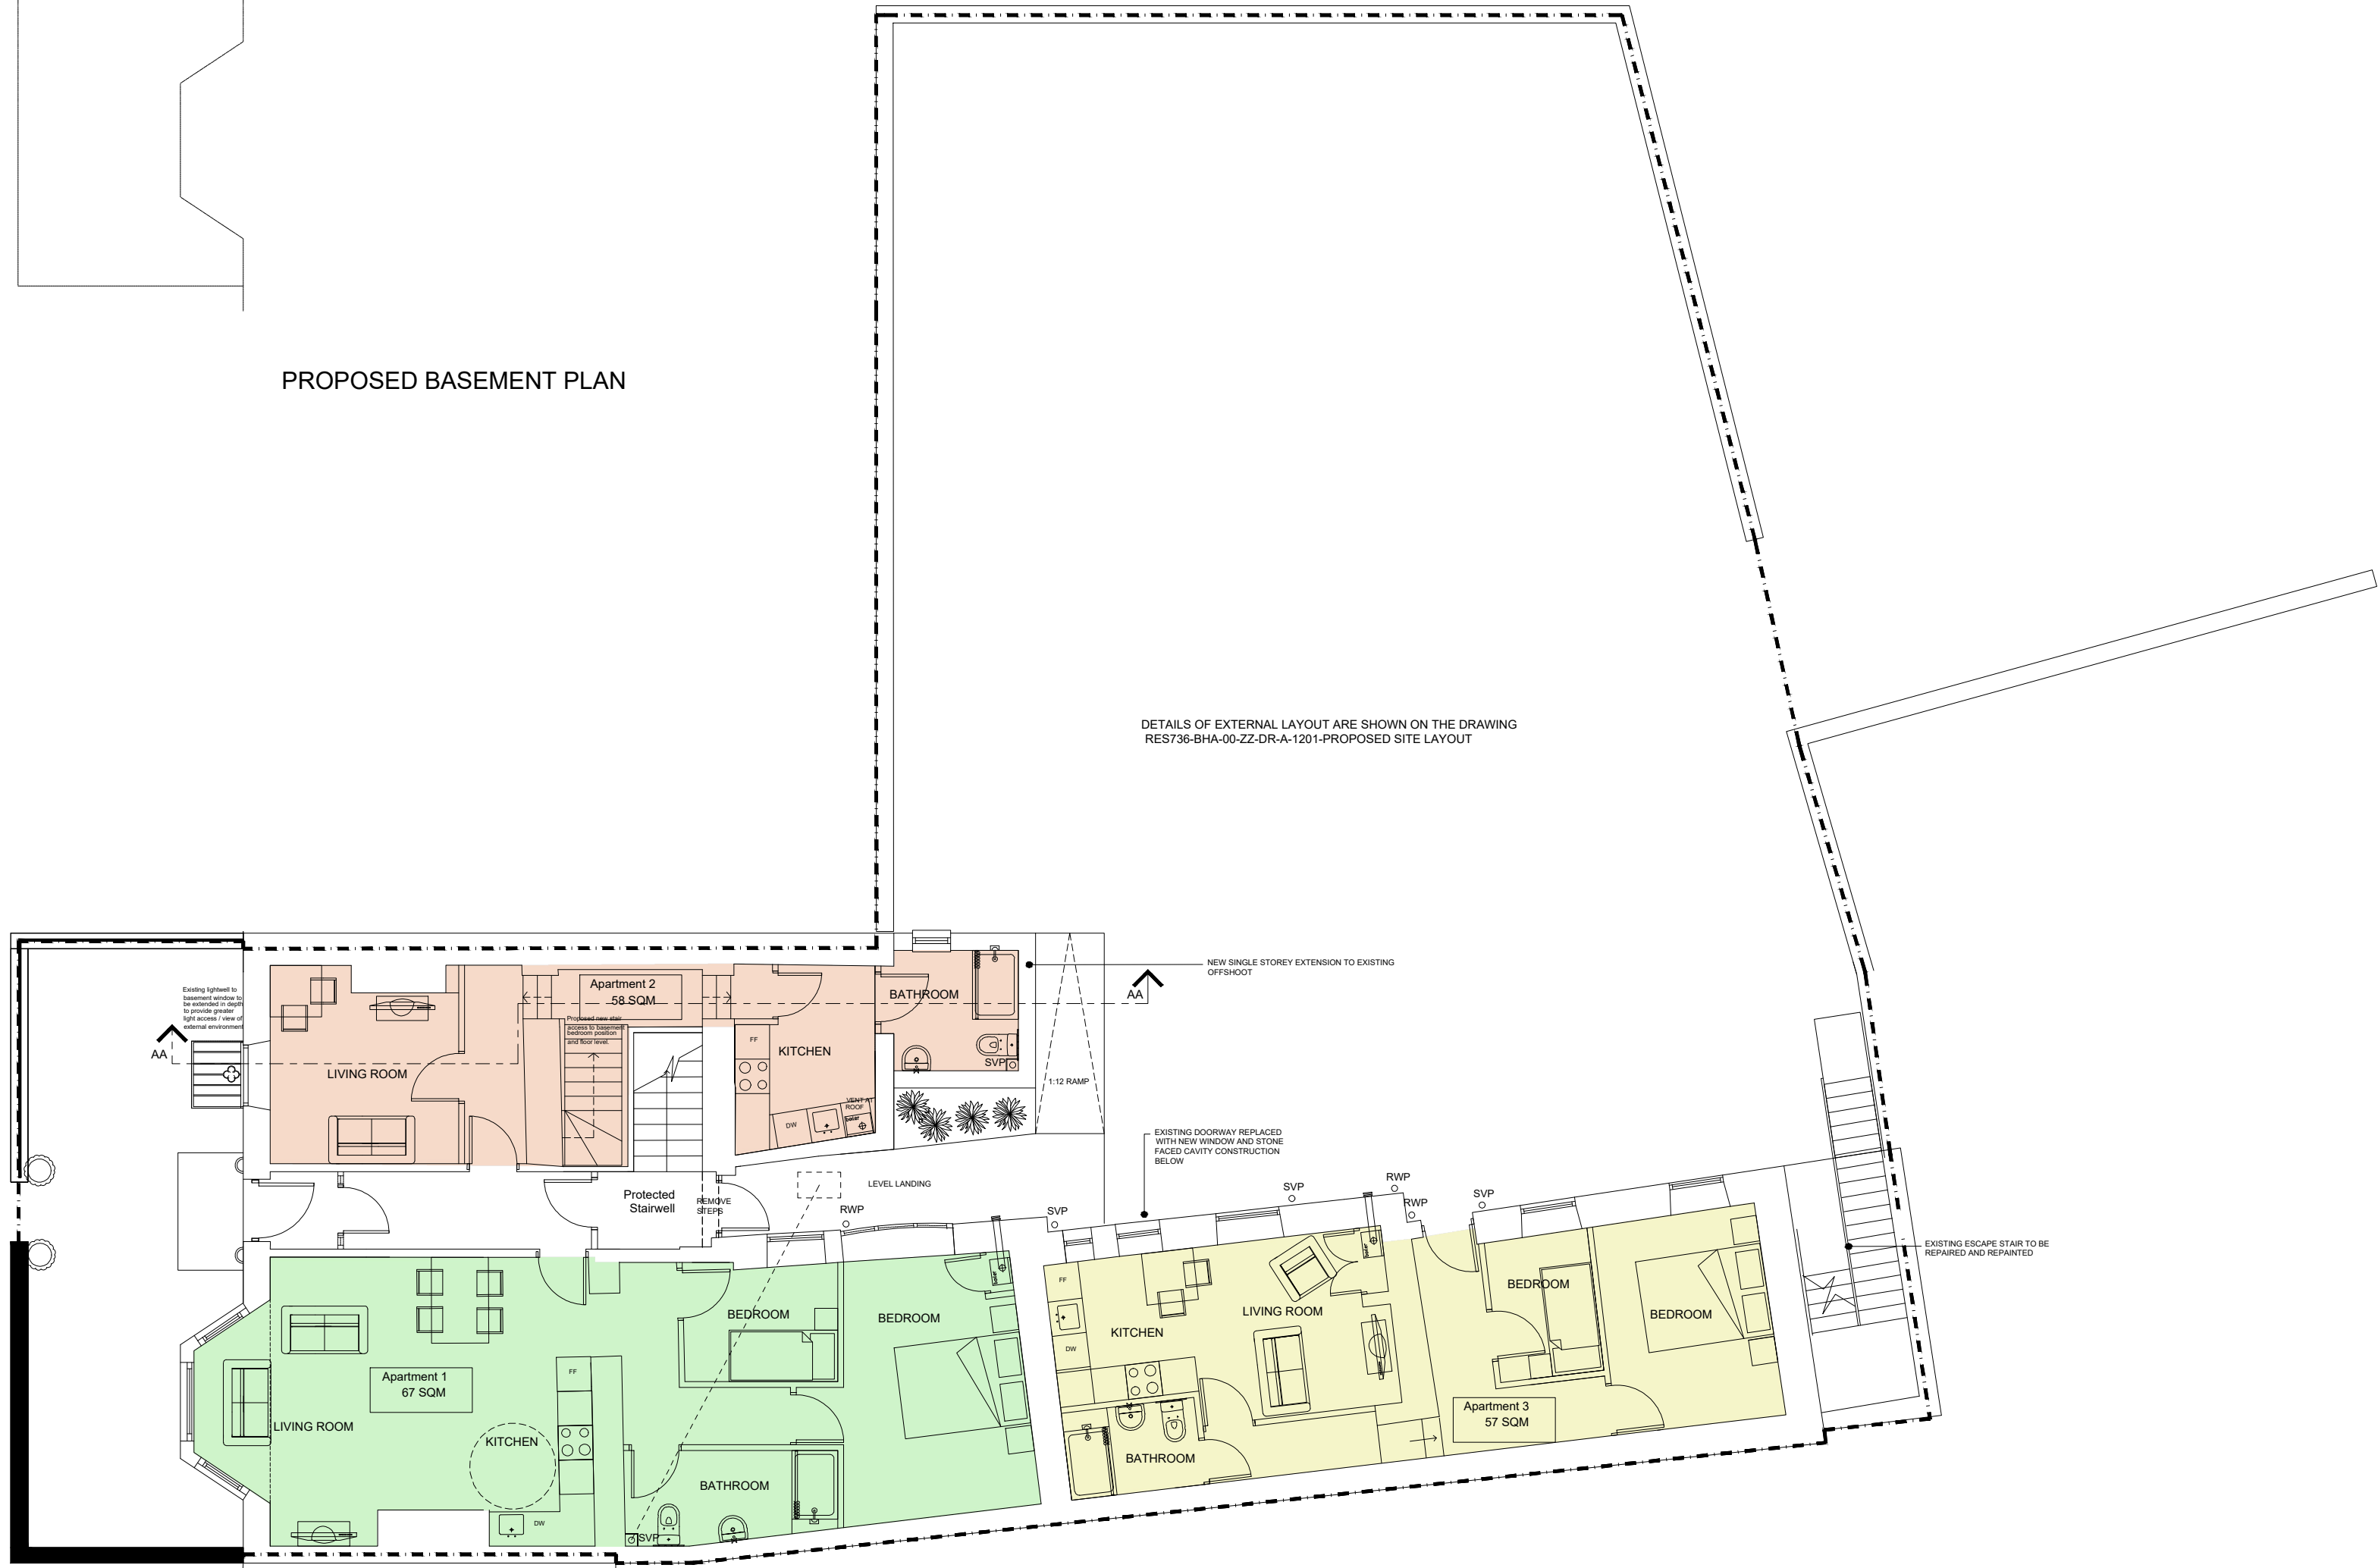 PROPOSED BASEMENT PLAN
DETAILS OF EXTERNAL LAYOUT ARE SHOWN ON THE DRAWING
RES736-BHA-00-ZZ-DR-A-1201-PROPOSED SITE LAYOUT
NEW SINGLE STOREY EXTENSION TO EXISTING
OFFSHOOT
AA
Existing lightwell to
basement window to
be extended in depth
to provide greater
light access / view of
external environment
AA
Apartment 2
58 SQM
Proposed new stair
access to basement
bedroom position
and floor level.
LIVING ROOM
FF
KITCHEN
BATHROOM
SVP
VENT AT
ROOF
boiler
DW
1:12 RAMP
EXISTING DOORWAY REPLACED
WITH NEW WINDOW AND STONE
FACED CAVITY CONSTRUCTION
BELOW
LEVEL LANDING
Protected
Stairwell
REMOVE
STEPS
RWP
SVP
SVP
RWP
RWP
SVP
EXISTING ESCAPE STAIR TO BE
REPAIRED AND REPAINTED
Apartment 1
67 SQM
LIVING ROOM
FF
KITCHEN
DW
BEDROOM
BEDROOM
boiler
BATHROOM
SVP
FF
DW
KITCHEN
LIVING ROOM
boiler
BATHROOM
BEDROOM
BEDROOM
Apartment 3
57 SQM